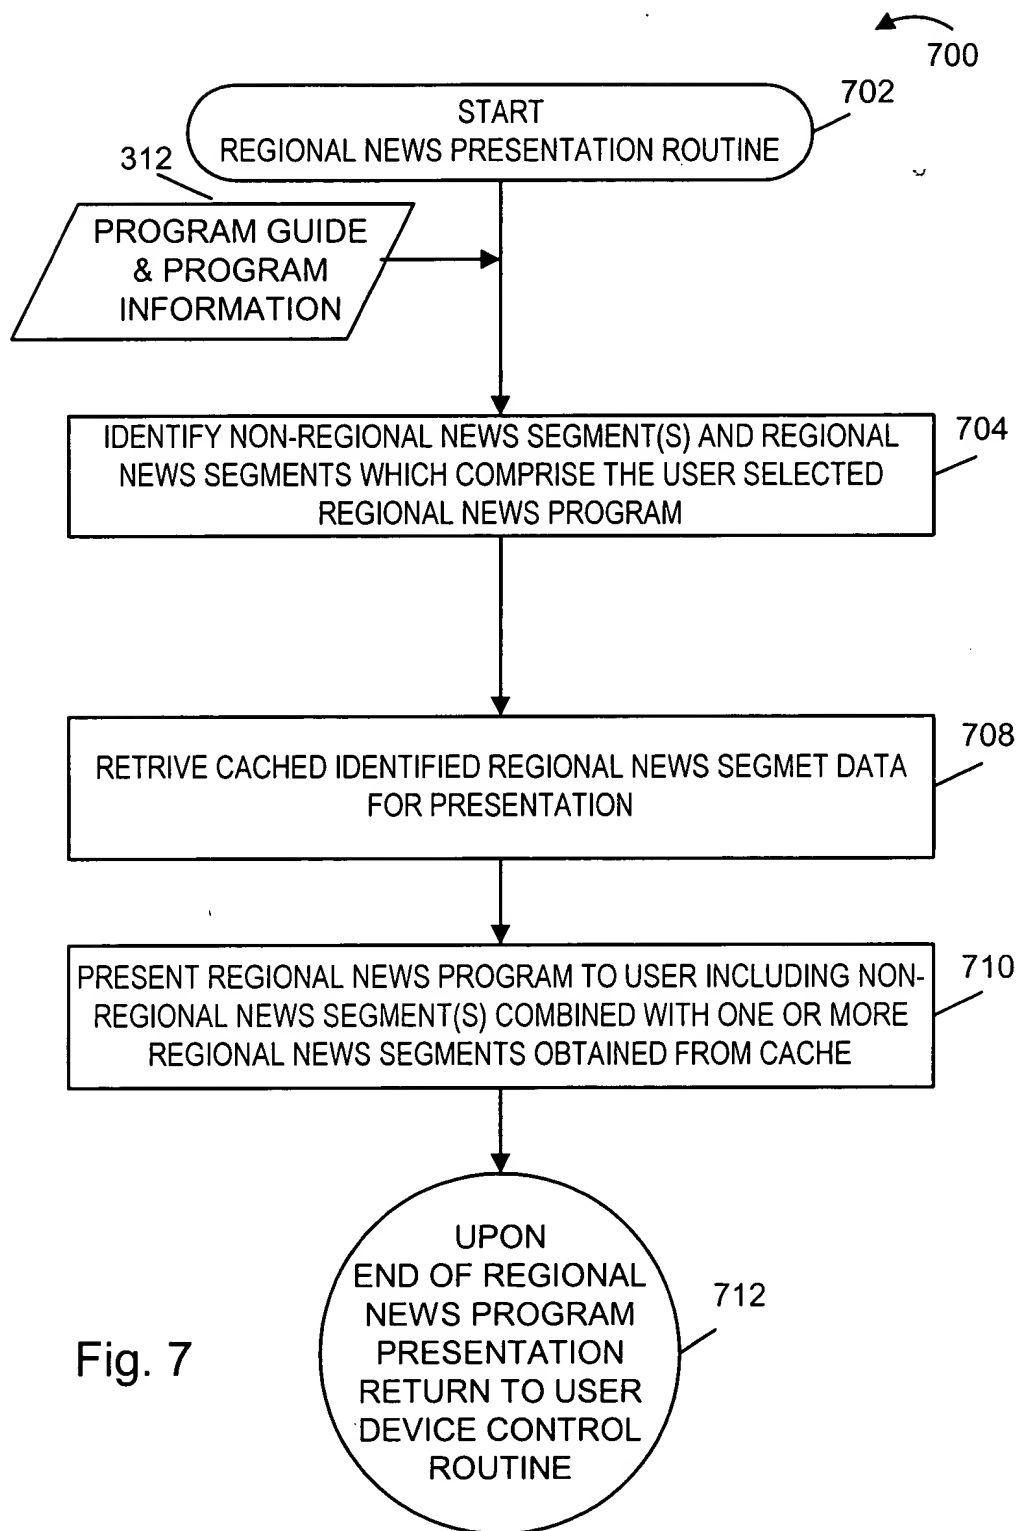 700
702
START
REGIONAL NEWS PRESENTATION ROUTINE
312
PROGRAM GUIDE
& PROGRAM
INFORMATION
704
IDENTIFY NON-REGIONAL NEWS SEGMENT(S) AND REGIONAL
NEWS SEGMENTS WHICH COMPRISE THE USER SELECTED
REGIONAL NEWS PROGRAM
708
RETRIVE CACHED IDENTIFIED REGIONAL NEWS SEGMET DATA
FOR PRESENTATION
710
PRESENT REGIONAL NEWS PROGRAM TO USER INCLUDING NON-
REGIONAL NEWS SEGMENT(S) COMBINED WITH ONE OR MORE
REGIONAL NEWS SEGMENTS OBTAINED FROM CACHE
712
UPON
END OF REGIONAL
NEWS PROGRAM
PRESENTATION
RETURN TO USER
DEVICE CONTROL
ROUTINE
Fig. 7